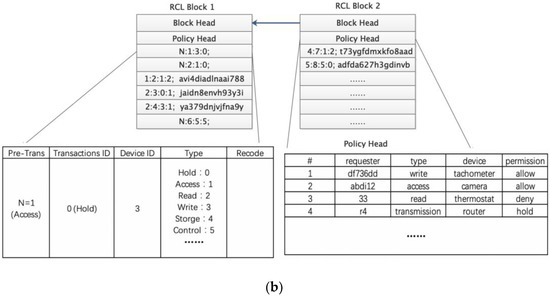 RCL Block 1
RCL Block 2
Block Head
Block Head
Policy Head
Policy Head
N:1:3:0;
4:7:1:2; t73ygfdmxkfo8aad
N:2:1:0;
5:8:5:0; adfda627h3gdinvb
1:2:1:2; avi4diadlnaai788
......
2:3:0:1; jaidn8envh93y3i
......
2:4:3:1; ya379dnjvjfna9y
......
N:6:5:5;
Policy Head
Pre-Trans Transactions ID Device ID Type Recode
N=1
(Access)
0 (Hold)
3
Hold：0
Access：1
Read：2
Write：3
Storge：4
Control：5
……
# requester type device permission
1 df736dd write tachometer allow
2 abdi12 access camera allow
3 33 read thermostat deny
4 r4 transmission router hold
……
(b)